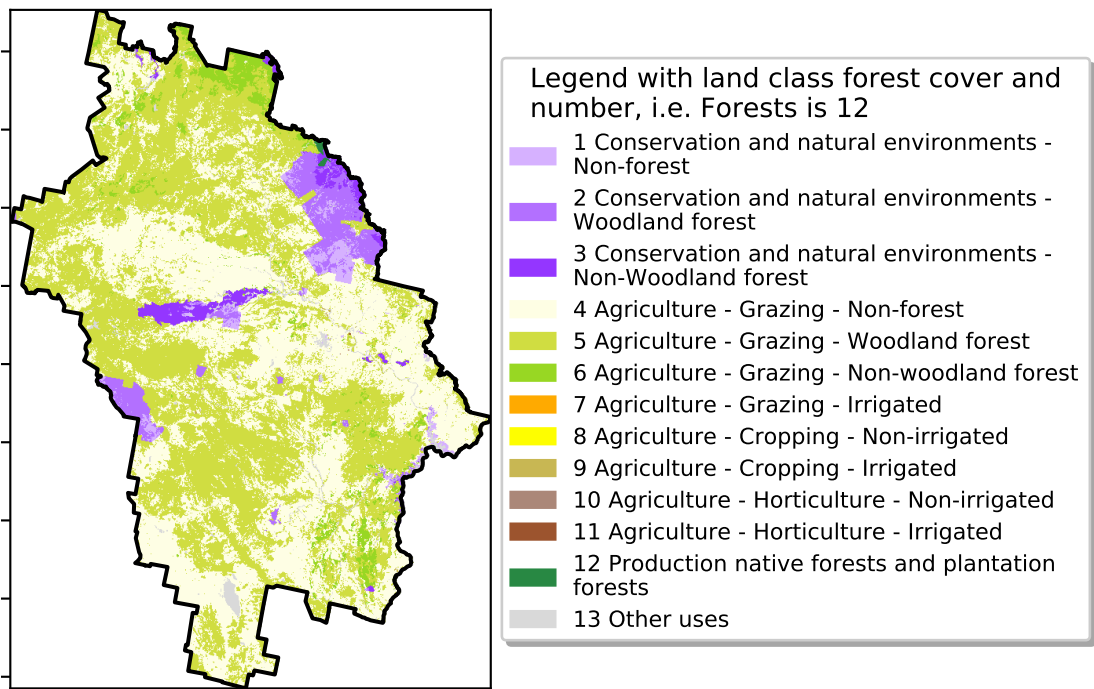 Legend with land class forest cover and
number, i.e. Forests is 12
1 Conservation and natural environments -
Non-forest
2 Conservation and natural environments -
Woodland forest
3 Conservation and natural environments -
Non-Woodland forest
4 Agriculture - Grazing - Non-forest
5 Agriculture - Grazing - Woodland forest
6 Agriculture - Grazing - Non-woodland forest
7 Agriculture - Grazing - Irrigated
8 Agriculture - Cropping - Non-irrigated
9 Agriculture - Cropping - Irrigated
10 Agriculture - Horticulture - Non-irrigated
11 Agriculture - Horticulture - Irrigated
12 Production native forests and plantation
forests
13 Other uses